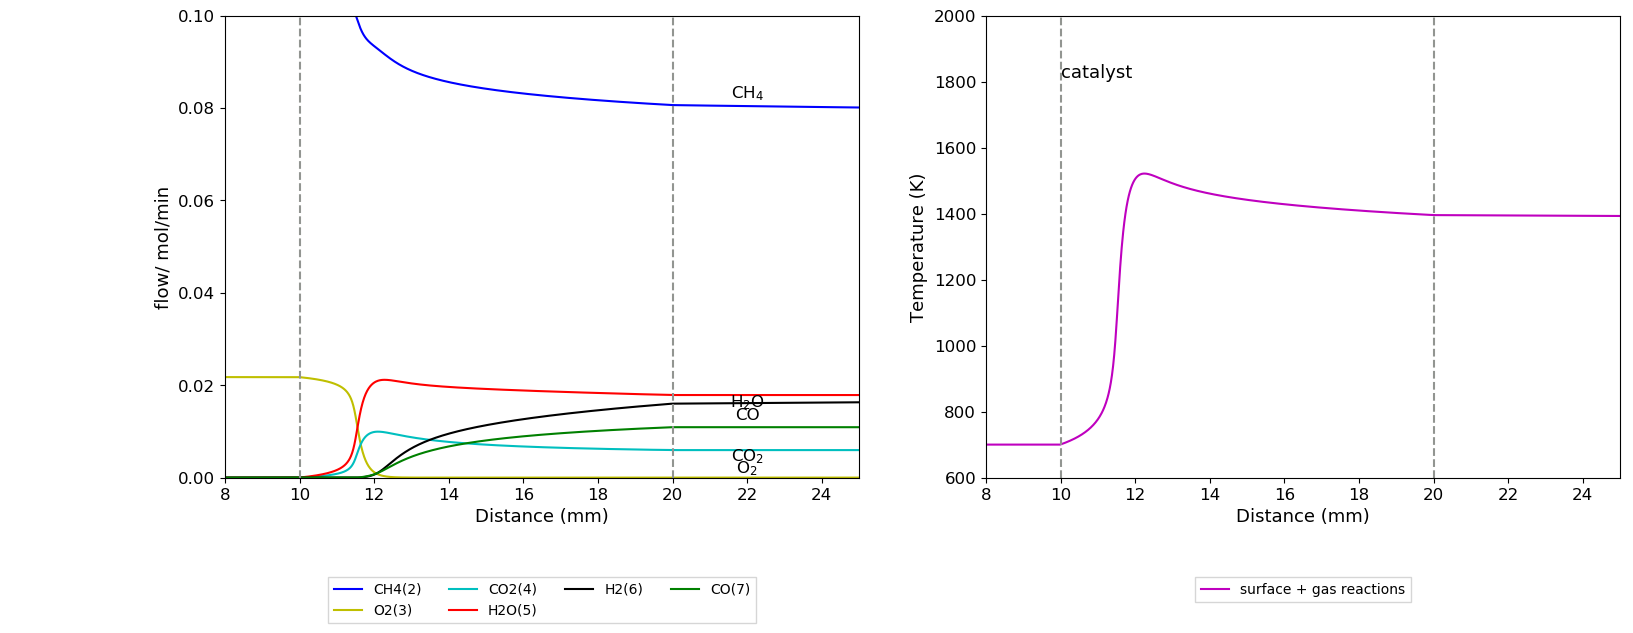 flow/ mol/min
0.10
0.08
0.06
0.04
0.02
0.00
CH₄
H₂O
CO
CO₂
O₂
8 10 12 14 16 18 20 22 24
Distance (mm)
CH4(2) CO2(4) H2(6) CO(7)
O2(3) H2O(5)
Temperature (K)
2000
1800
1600
1400
1200
1000
800
600
catalyst
8 10 12 14 16 18 20 22 24
Distance (mm)
surface + gas reactions